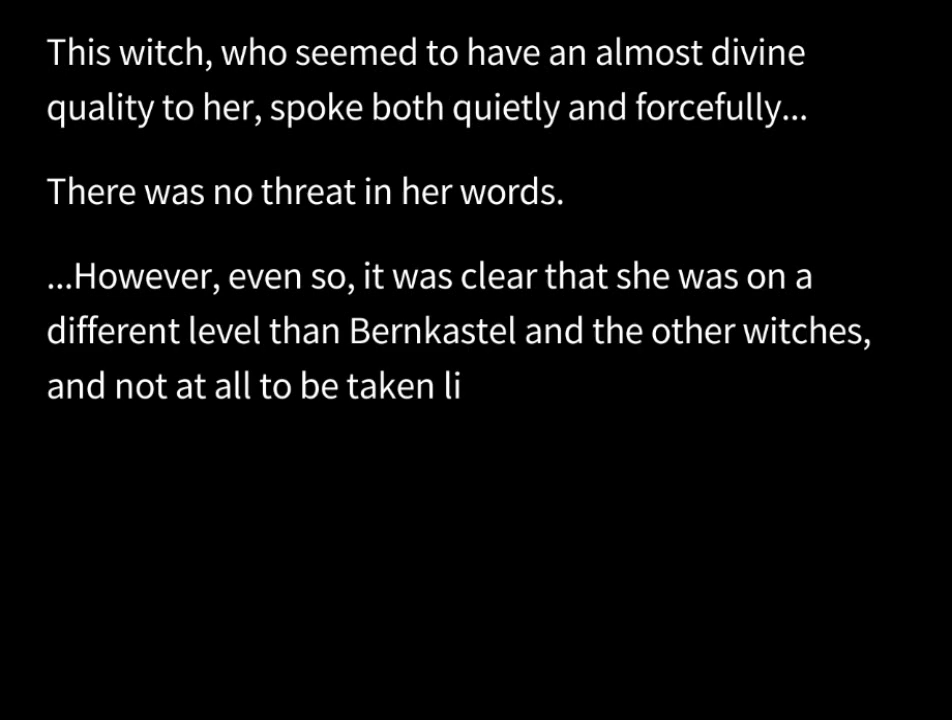 This witch, who seemed to have an almost divine
quality to her, spoke both quietly and forcefully...
There was no threat in her words.
...However, even so, it was clear that she was on a
different level than Bernkastel and the other witches,
and not at all to be taken li